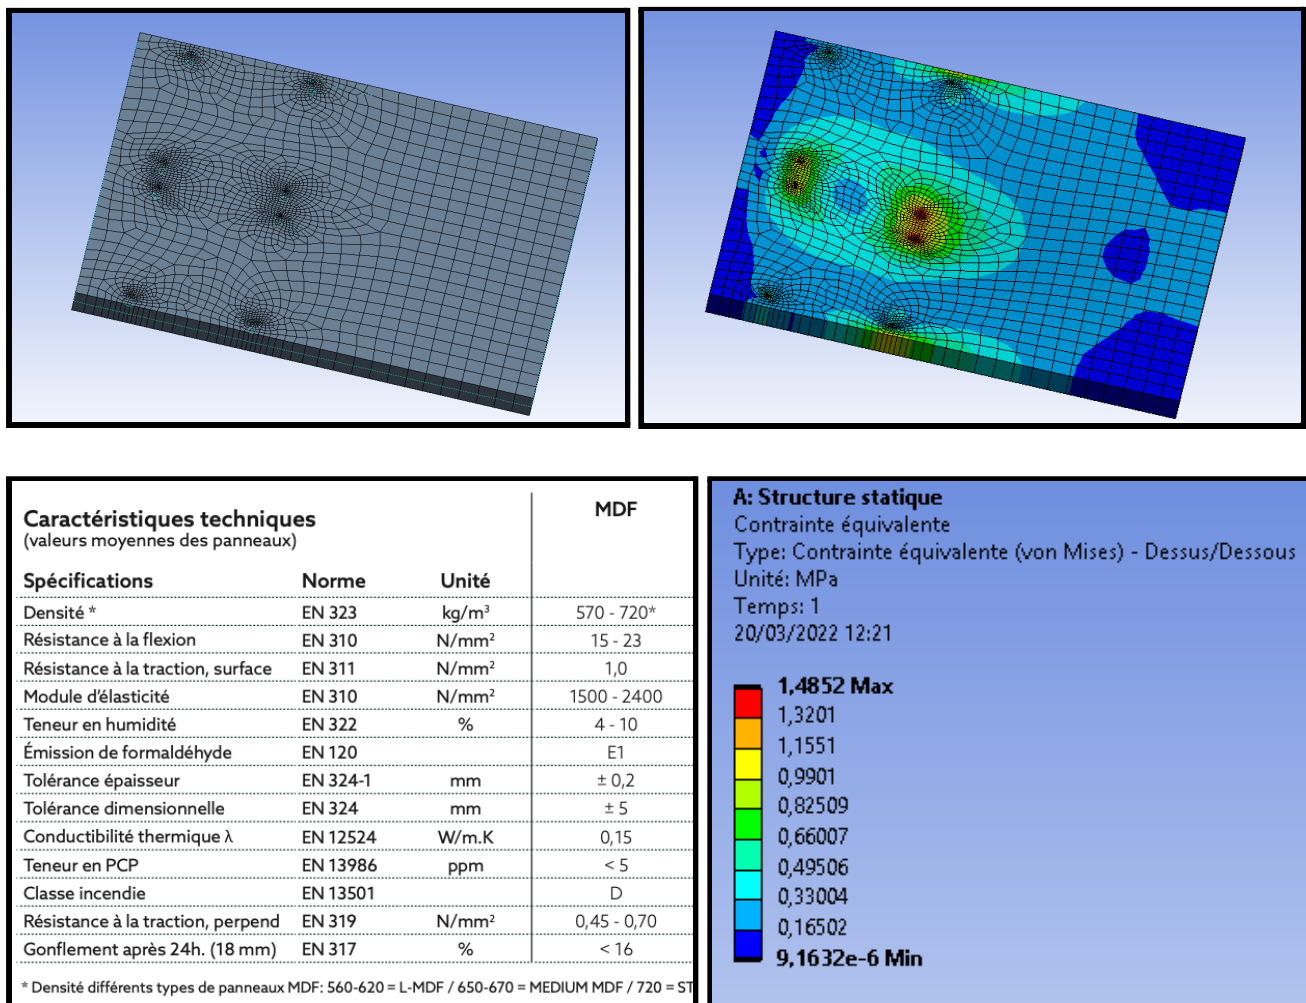 Caractéristiques techniques
(valeurs moyennes des panneaux)
MDF
Spécifications Norme Unité
Densité * EN 323 kg/m³ 570 - 720*
Résistance à la flexion EN 310 N/mm² 15 - 23
Résistance à la traction, surface EN 311 N/mm² 1,0
Module d'élasticité EN 310 N/mm² 1500 - 2400
Teneur en humidité EN 322 % 4 - 10
Émission de formaldéhyde EN 120 E1
Tolérance épaisseur EN 324-1 mm ± 0,2
Tolérance dimensionnelle EN 324 mm ± 5
Conductibilité thermique λ EN 12524 W/m.K 0,15
Teneur en PCP EN 13986 ppm < 5
Classe incendie EN 13501 D
Résistance à la traction, perpend EN 319 N/mm² 0,45 - 0,70
Gonflement après 24h. (18 mm) EN 317 % < 16
* Densité différents types de panneaux MDF: 560-620 = L-MDF / 650-670 = MEDIUM MDF / 720 = ST
A: Structure statique
Contrainte équivalente
Type: Contrainte équivalente (von Mises) - Dessus/Dessous
Unité: MPa
Temps: 1
20/03/2022 12:21
1,4852 Max
1,3201
1,1551
0,9901
0,82509
0,66007
0,49506
0,33004
0,16502
9,1632e-6 Min